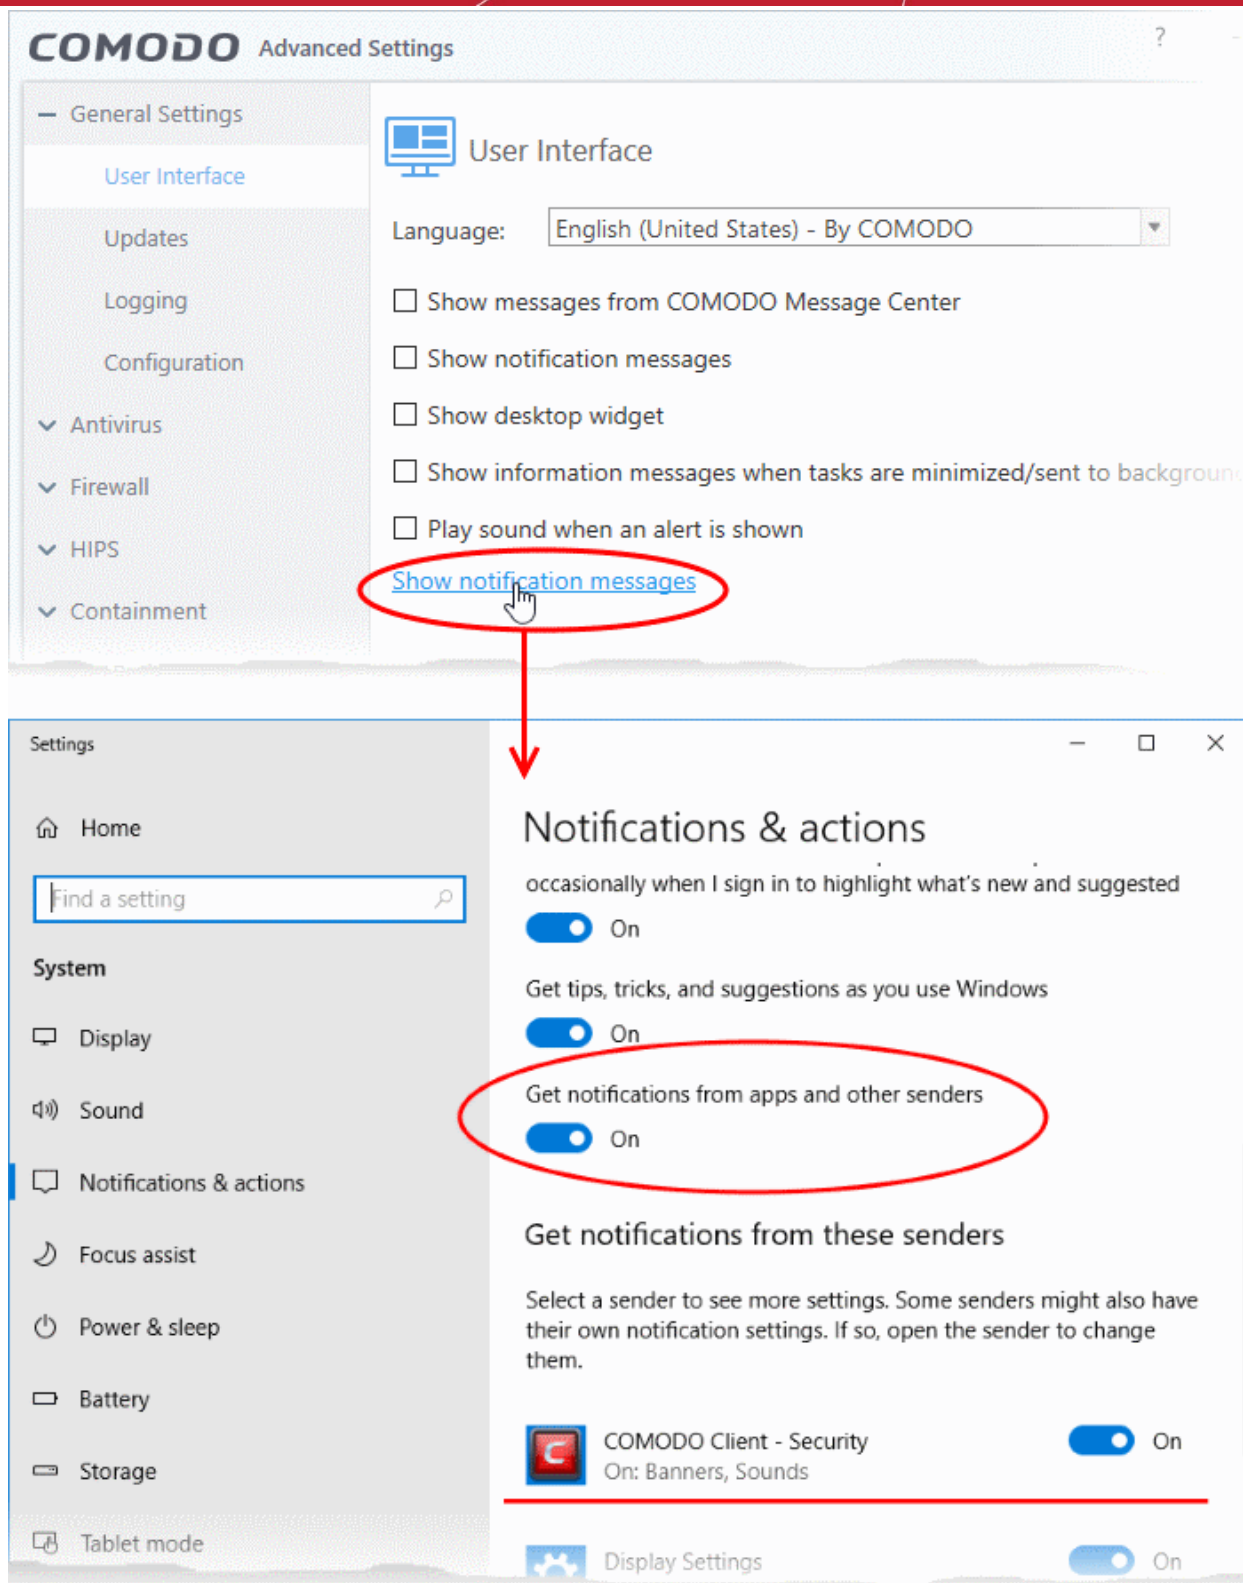 COMODO Advanced Settings
?
General Settings
User Interface
Updates
Logging
Configuration
Antivirus
Firewall
HIPS
Containment
User Interface
Language: English (United States) - By COMODO
Show messages from COMODO Message Center
Show notification messages
Show desktop widget
Show information messages when tasks are minimized/sent to background
Play sound when an alert is shown
Show notification messages
Settings
Home
Find a setting
System
Display
Sound
Notifications & actions
Focus assist
Power & sleep
Battery
Storage
Tablet mode
Notifications & actions
occasionally when I sign in to highlight what's new and suggested
On
Get tips, tricks, and suggestions as you use Windows
On
Get notifications from apps and other senders
On
Get notifications from these senders
Select a sender to see more settings. Some senders might also have
their own notification settings. If so, open the sender to change
them.
COMODO Client - Security
On
On: Banners, Sounds
Display Settings
On